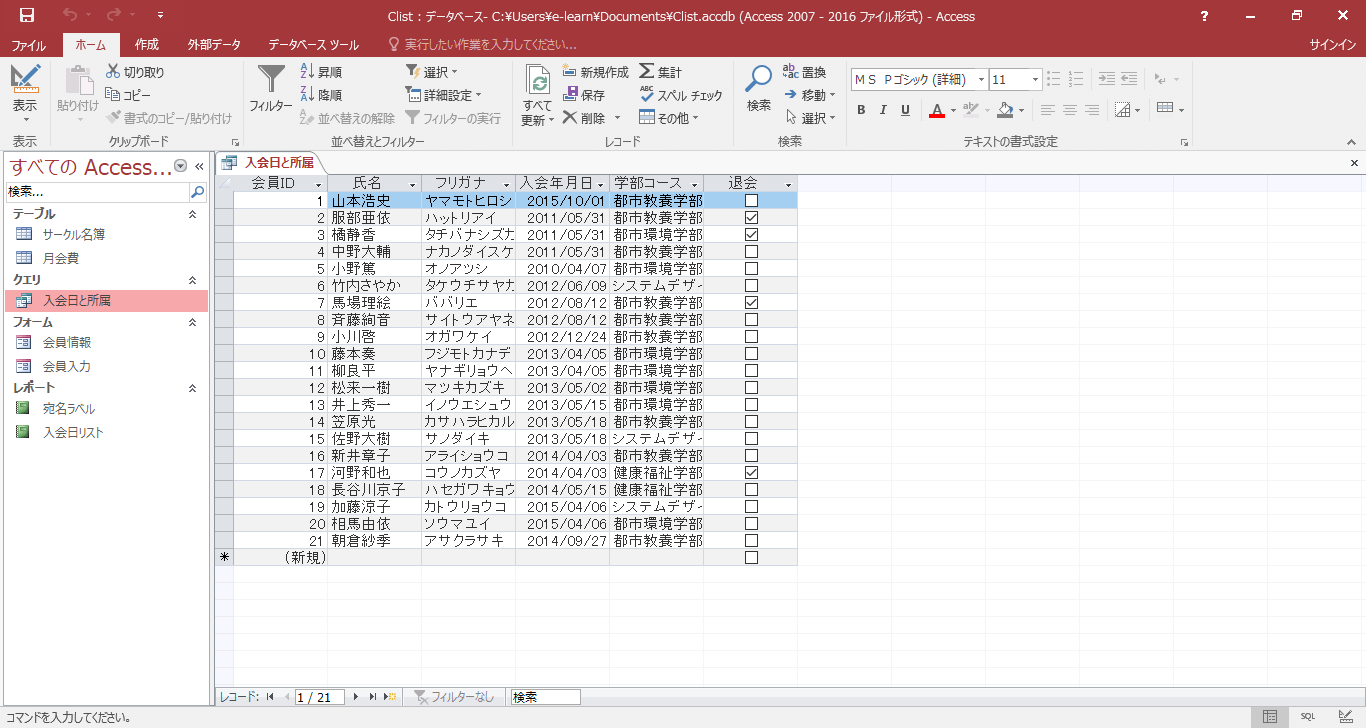 Clist : データベース- C:¥Users¥e-learn¥Documents¥Clist.accdb (Access 2007 - 2016 ファイル形式) - Access
?
ファイル ホーム 作成 外部データ データベース ツール 実行したい作業を入力してください... サインイン
表示
貼り付け
切り取り
コピー
書式のコピー/貼り付け
フィルター
昇順
降順
並べ替えの解除
選択
詳細設定
フィルターの実行
すべて更新
新規作成
保存
削除
集計
スペル チェック
その他
検索
置換
移動
選択
MS Pゴシック (詳細) 11
B I U A
表示 クリップボード 並べ替えとフィルター レコード 検索 テキストの書式設定
すべての Access...
検索...
テーブル
サークル名簿
月会費
クエリ
入会日と所属
フォーム
会員情報
会員入力
レポート
宛名ラベル
入会日リスト
入会日と所属
会員ID 氏名 フリガナ 入会年月日 学部コース 退会
1 山本浩史 ヤマモトヒロシ 2015/10/01 都市教養学部
2 服部亜依 ハットリアイ 2011/05/31 都市教養学部
3 橘静香 タチバナシズカ 2011/05/31 都市環境学部
4 中野大輔 ナカノダイスケ 2011/05/31 都市教養学部
5 小野篤 オノアツシ 2010/04/07 都市環境学部
6 竹内さやか タケウチサヤカ 2012/06/09 システムデザイ
7 馬場理絵 ババリエ 2012/08/12 都市教養学部
8 斉藤絢音 サイトウアヤネ 2012/08/12 都市教養学部
9 小川啓 オガワケイ 2012/12/24 都市教養学部
10 藤本奏 フジモトカナデ 2013/04/05 都市環境学部
11 柳良平 ヤナギリョウヘ 2013/04/05 都市環境学部
12 松来一樹 マツキカズキ 2013/05/02 都市環境学部
13 井上秀一 イノウエシュウ 2013/05/15 都市環境学部
14 笠原光 カサハラヒカル 2013/05/18 都市教養学部
15 佐野大樹 サノダイキ 2013/05/18 システムデザイ
16 新井章子 アライショウコ 2014/04/03 都市教養学部
17 河野和也 コウノカズヤ 2014/04/03 健康福祉学部
18 長谷川京子 ハセガワキョウ 2014/05/15 健康福祉学部
19 加藤涼子 カトウリョウコ 2015/04/06 システムデザイ
20 相馬由依 ソウマユイ 2015/04/06 都市環境学部
21 朝倉紗季 アサクラサキ 2014/09/27 都市教養学部
* (新規)
レコード: 1 / 21 フィルターなし 検索
コマンドを入力してください。 SQL